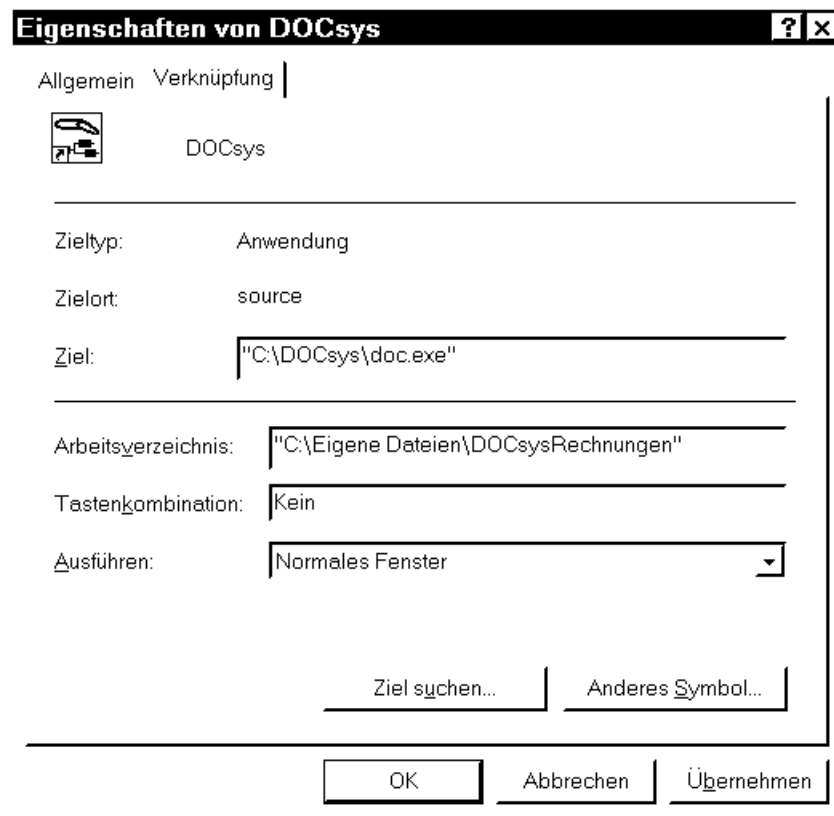 Eigenschaften von DOCsys ? x
Allgemein Verknüpfung
DOCsys
Zieltyp: Anwendung
Zielort: source
Ziel: "C:\DOCsys\doc.exe"
Arbeitsverzeichnis: "C:\Eigene Dateien\DOCsysRechnungen"
Tastenkombination: Kein
Ausführen: Normales Fenster
Ziel suchen... Anderes Symbol...
OK Abbrechen Übernehmen